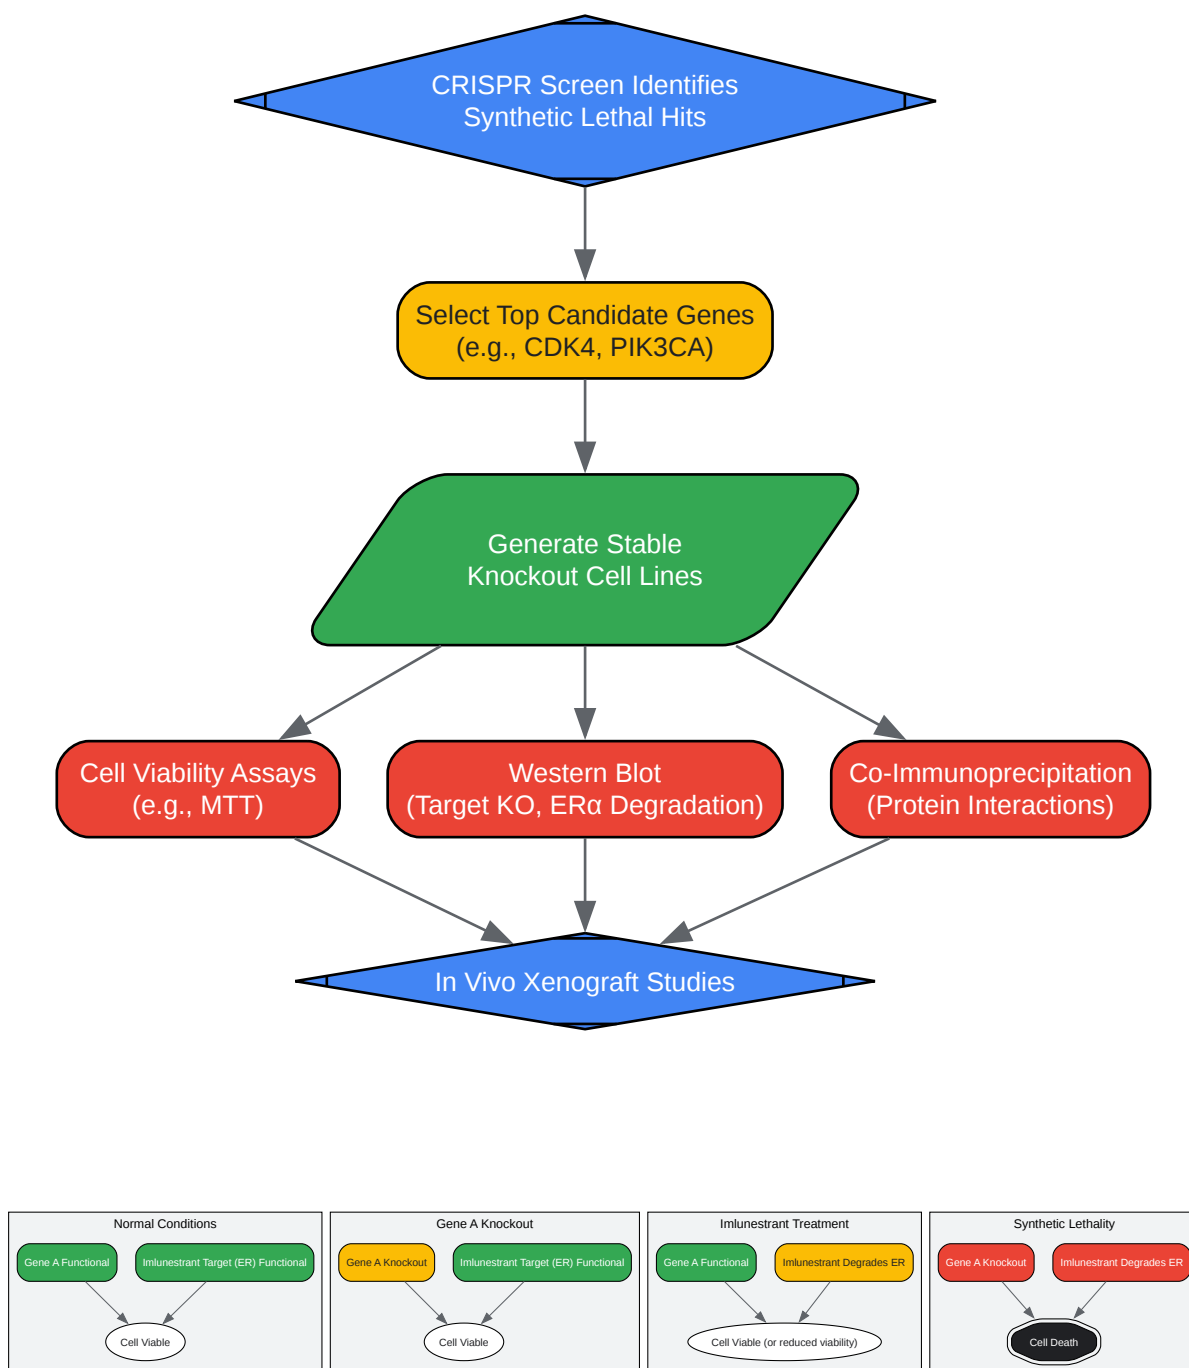 CRISPR Screen Identifies
Synthetic Lethal Hits
Select Top Candidate Genes
(e.g., CDK4, PIK3CA)
Generate Stable
Knockout Cell Lines
Cell Viability Assays
(e.g., MTT)
Western Blot
(Target KO, ERα Degradation)
Co-Immunoprecipitation
(Protein Interactions)
In Vivo Xenograft Studies
Normal Conditions
Gene A Functional
Imlunestrant Target (ER) Functional
Cell Viable
Gene A Knockout
Gene A Knockout
Imlunestrant Target (ER) Functional
Cell Viable
Imlunestrant Treatment
Gene A Functional
Imlunestrant Degrades ER
Cell Viable (or reduced viability)
Synthetic Lethality
Gene A Knockout
Imlunestrant Degrades ER
Cell Death